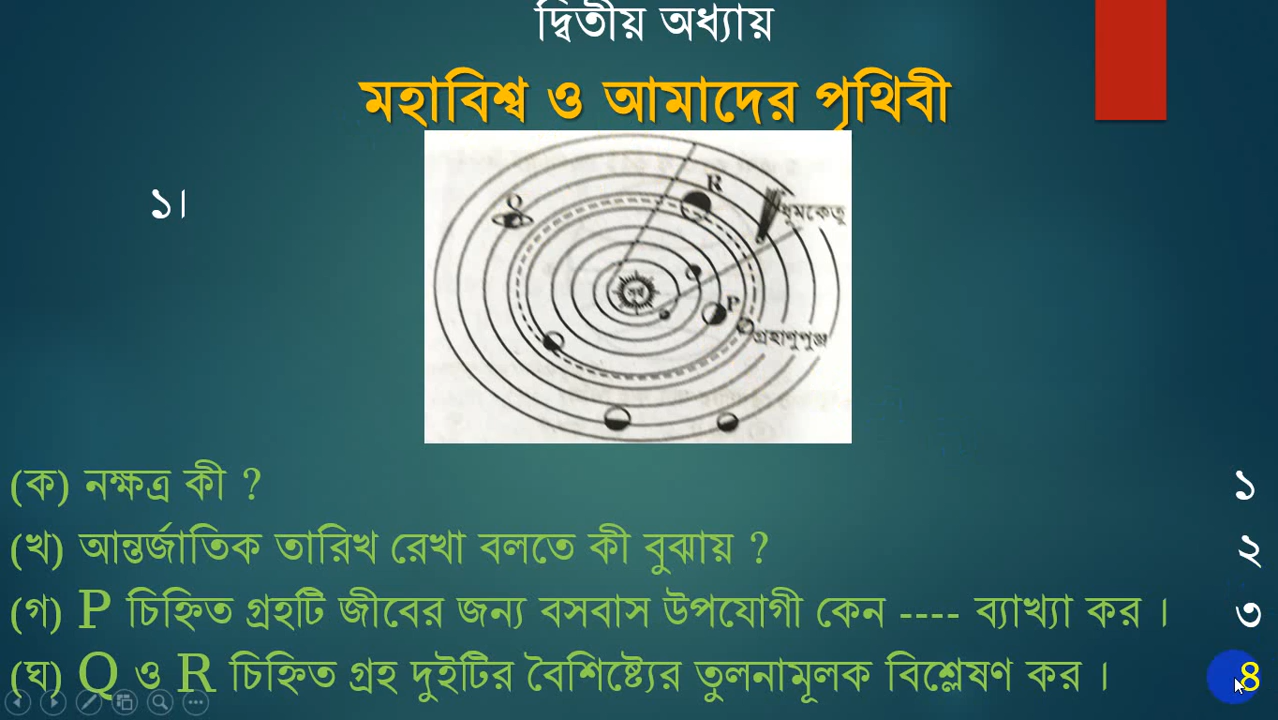 দ্বিতীয় অধ্যায়
মহাবিশ্ব ও আমাদের পৃথিবী
১।
Q
R
ধূমকেতু
সূর্য
P
গ্রহাণুপুঞ্জ
(ক) নক্ষত্র কী ? ১
(খ) আন্তর্জাতিক তারিখ রেখা বলতে কী বুঝায় ? ২
(গ) P চিহ্নিত গ্রহটি জীবের জন্য বসবাস উপযোগী কেন ---- ব্যাখ্যা কর । ৩
(ঘ) Q ও R চিহ্নিত গ্রহ দুইটির বৈশিষ্ট্যের তুলনামূলক বিশ্লেষণ কর । ৪